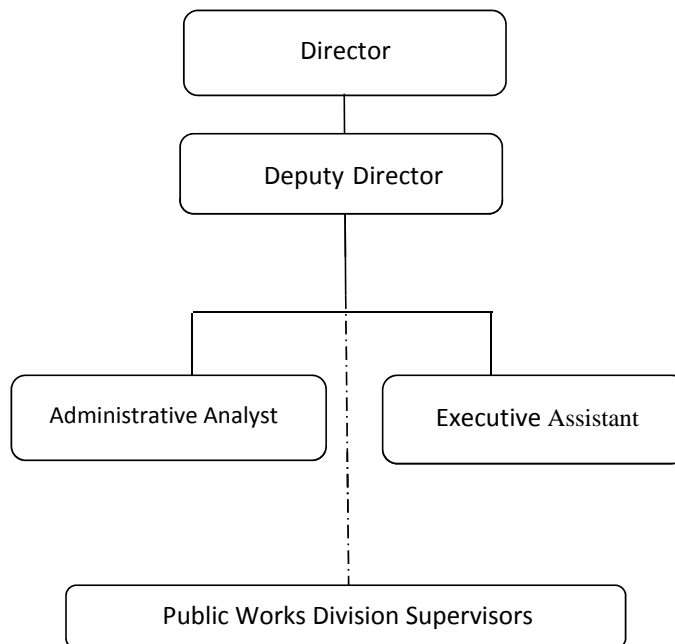 Director
Deputy Director
Administrative Analyst
Executive Assistant
Public Works Division Supervisors